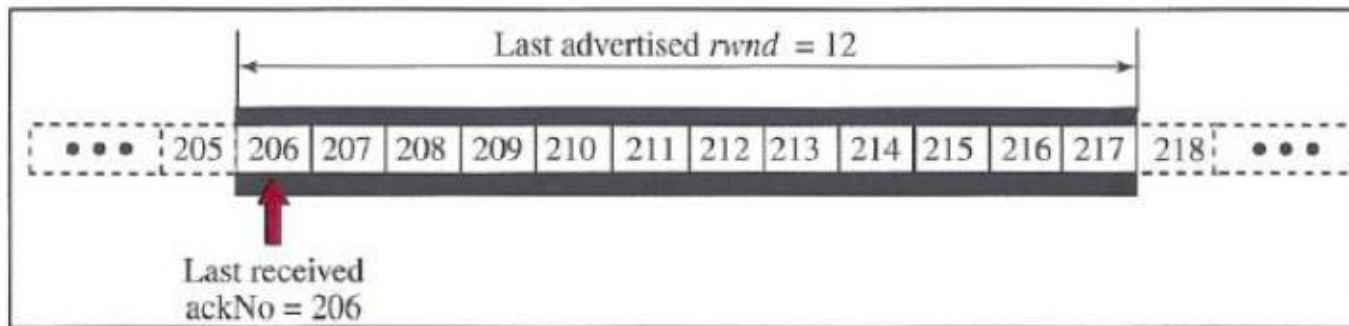 Last advertised rwnd = 12
••• 205 206 207 208 209 210 211 212 213 214 215 216 217 218 •••
Last received
ackNo = 206